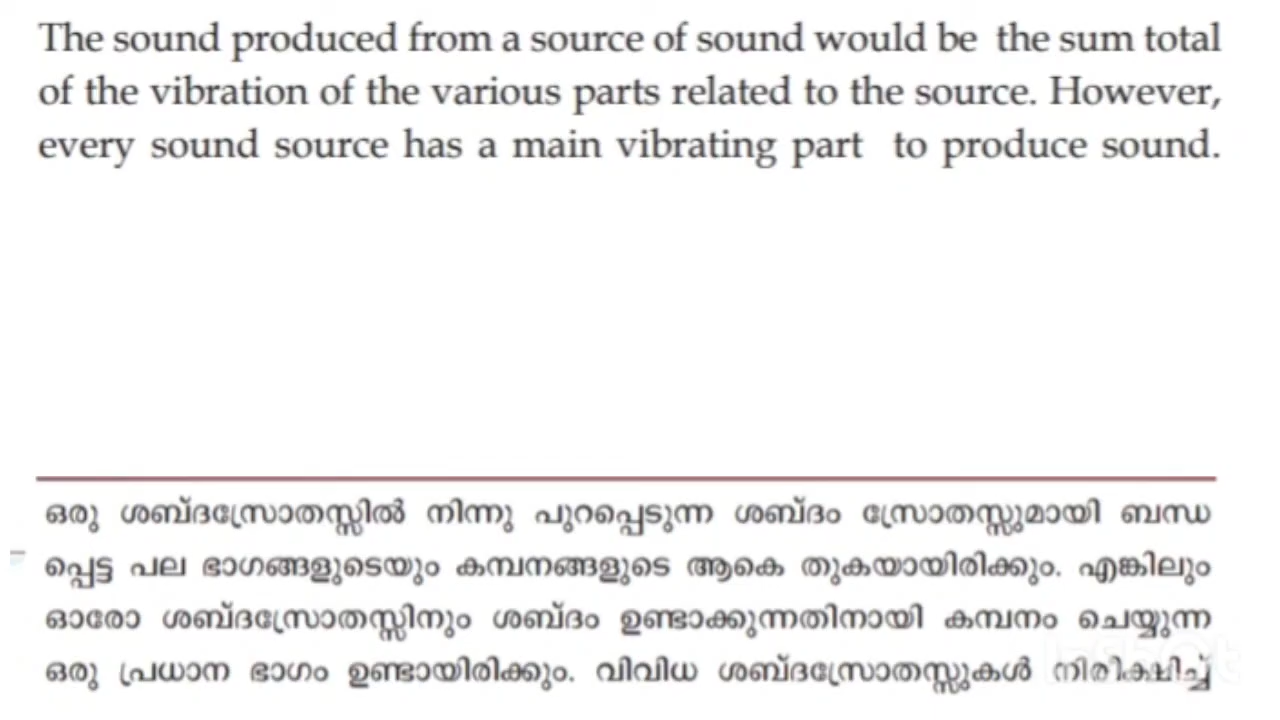 The sound produced from a source of sound would be the sum total
of the vibration of the various parts related to the source. However,
every sound source has a main vibrating part to produce sound.
ഒരു ശബ്ദസ്രോതസ്സിൽ നിന്നു പുറപ്പെടുന്ന ശബ്ദം സ്രോതസ്സുമായി ബന്ധ
പ്പെട്ട പല ഭാഗങ്ങളുടെയും കമ്പനങ്ങളുടെ ആകെ തുകയായിരിക്കും. എങ്കിലും
ഓരോ ശബ്ദസ്രോതസ്സിനും ശബ്ദം ഉണ്ടാക്കുന്നതിനായി കമ്പനം ചെയ്യുന്ന
ഒരു പ്രധാന ഭാഗം ഉണ്ടായിരിക്കും. വിവിധ ശബ്ദസ്രോതസ്സുകൾ നിരീക്ഷിച്ച്